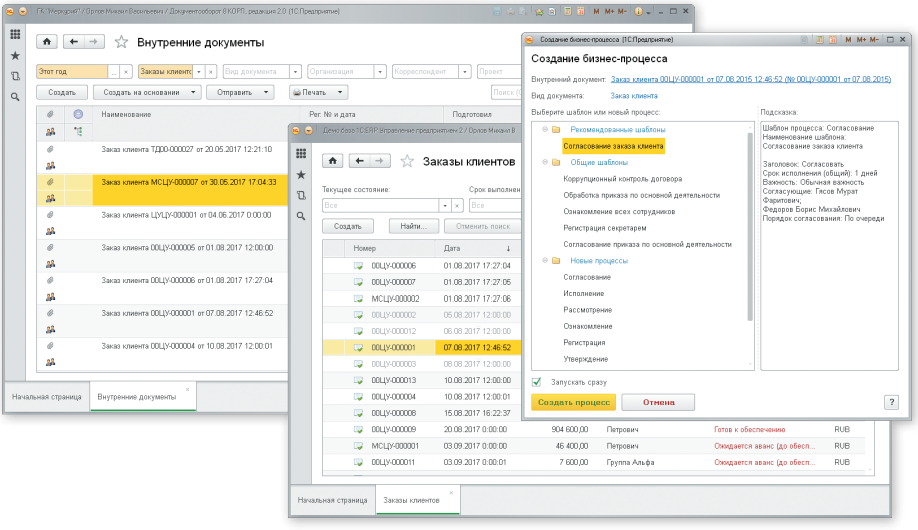 ГК "Меркурий" / Орлов Михаил Васильевич / Документооборот 8 КОРП, редакция 2.0 (1С:Предприятие)
M M+ M-
Внутренние документы
Этот год
Заказы клиенто
Вид документа
Организация
Корреспондент
Проект
Создать
Создать на основании
Отправить
Печать
Поиск (C
Наименование
Рег. № и дата
Подготовил
Заказ клиента ТД00-000027 от 20.05.2017 12:21:10
Заказ клиента МСЦУ-000007 от 30.05.2017 17:04:33
Заказ клиента ЦУЦУ-000001 от 04.06.2017 0:00:00
Заказ клиента 00ЦУ-000005 от 01.08.2017 12:00:00
Заказ клиента 00ЦУ-000006 от 01.08.2017 17:27:04
Заказ клиента 00ЦУ-000001 от 07.08.2017 12:46:52
Заказ клиента 00ЦУ-000004 от 10.08.2017 12:00:01
Начальная страница
Внутренние документы
Демо база 1С:ERP Управление предприятием 2 / Орлов Михаил В
Заказы клиентов
Текущее состояние:
Срок выполнен
Все
Все
Создать
Найти...
Отменить поиск
Номер
Дата ↓
00ЦУ-000006 01.08.2017 17:27:04
00ЦУ-000007 01.08.2017 17:27:05
МСЦУ-000002 01.08.2017 17:27:06
00ЦУ-000002 05.08.2017 12:00:00
00ЦУ-000012 06.08.2017 12:00:00
00ЦУ-000001 07.08.2017 12:46:52
00ЦУ-000003 08.08.2017 12:00:00
00ЦУ-000013 10.08.2017 12:00:00
00ЦУ-000004 10.08.2017 12:00:01
00ЦУ-000008 15.08.2017 16:22:37
00ЦУ-000009 20.08.2017 0:00:00 904 600,00 Петрович Готов к обеспечению RUB
МСЦУ-000001 03.09.2017 0:00:00 46 400,00 Петрович Ожидается аванс (до обесп... RUB
00ЦУ-000011 03.09.2017 0:00:01 7 600,00 Группа Альфа Ожидается аванс (до обесп... RUB
Начальная страница
Заказы клиентов
Создание бизнес-процесса (1С:Предприятие)
M M+ M-
Создание бизнес-процесса
Внутренний документ: Заказ клиента 00ЦУ-000001 от 07.08.2015 12:46:52 (№ 00ЦУ-000001 от 07.08.2015)
Вид документа: Заказ клиента
Выберите шаблон или новый процесс:
Рекомендованные шаблоны
Согласование заказа клиента
Общие шаблоны
Коррупционный контроль договора
Обработка приказа по основной деятельности
Ознакомление всех сотрудников
Регистрация секретарем
Согласование приказа по основной деятельности
Новые процессы
Согласование
Исполнение
Рассмотрение
Ознакомление
Регистрация
Утверждение
Подсказка:
Шаблон процесса: Согласование
Наименование шаблона:
Согласование заказа клиента
Заголовок: Согласовать
Срок исполнения (общий): 1 дней
Важность: Обычная важность
Согласующие: Гясов Мурат
Фаритович;
Федоров Борис Михайлович
Порядок согласования: По очереди
Запускать сразу
Создать процесс
Отмена
?